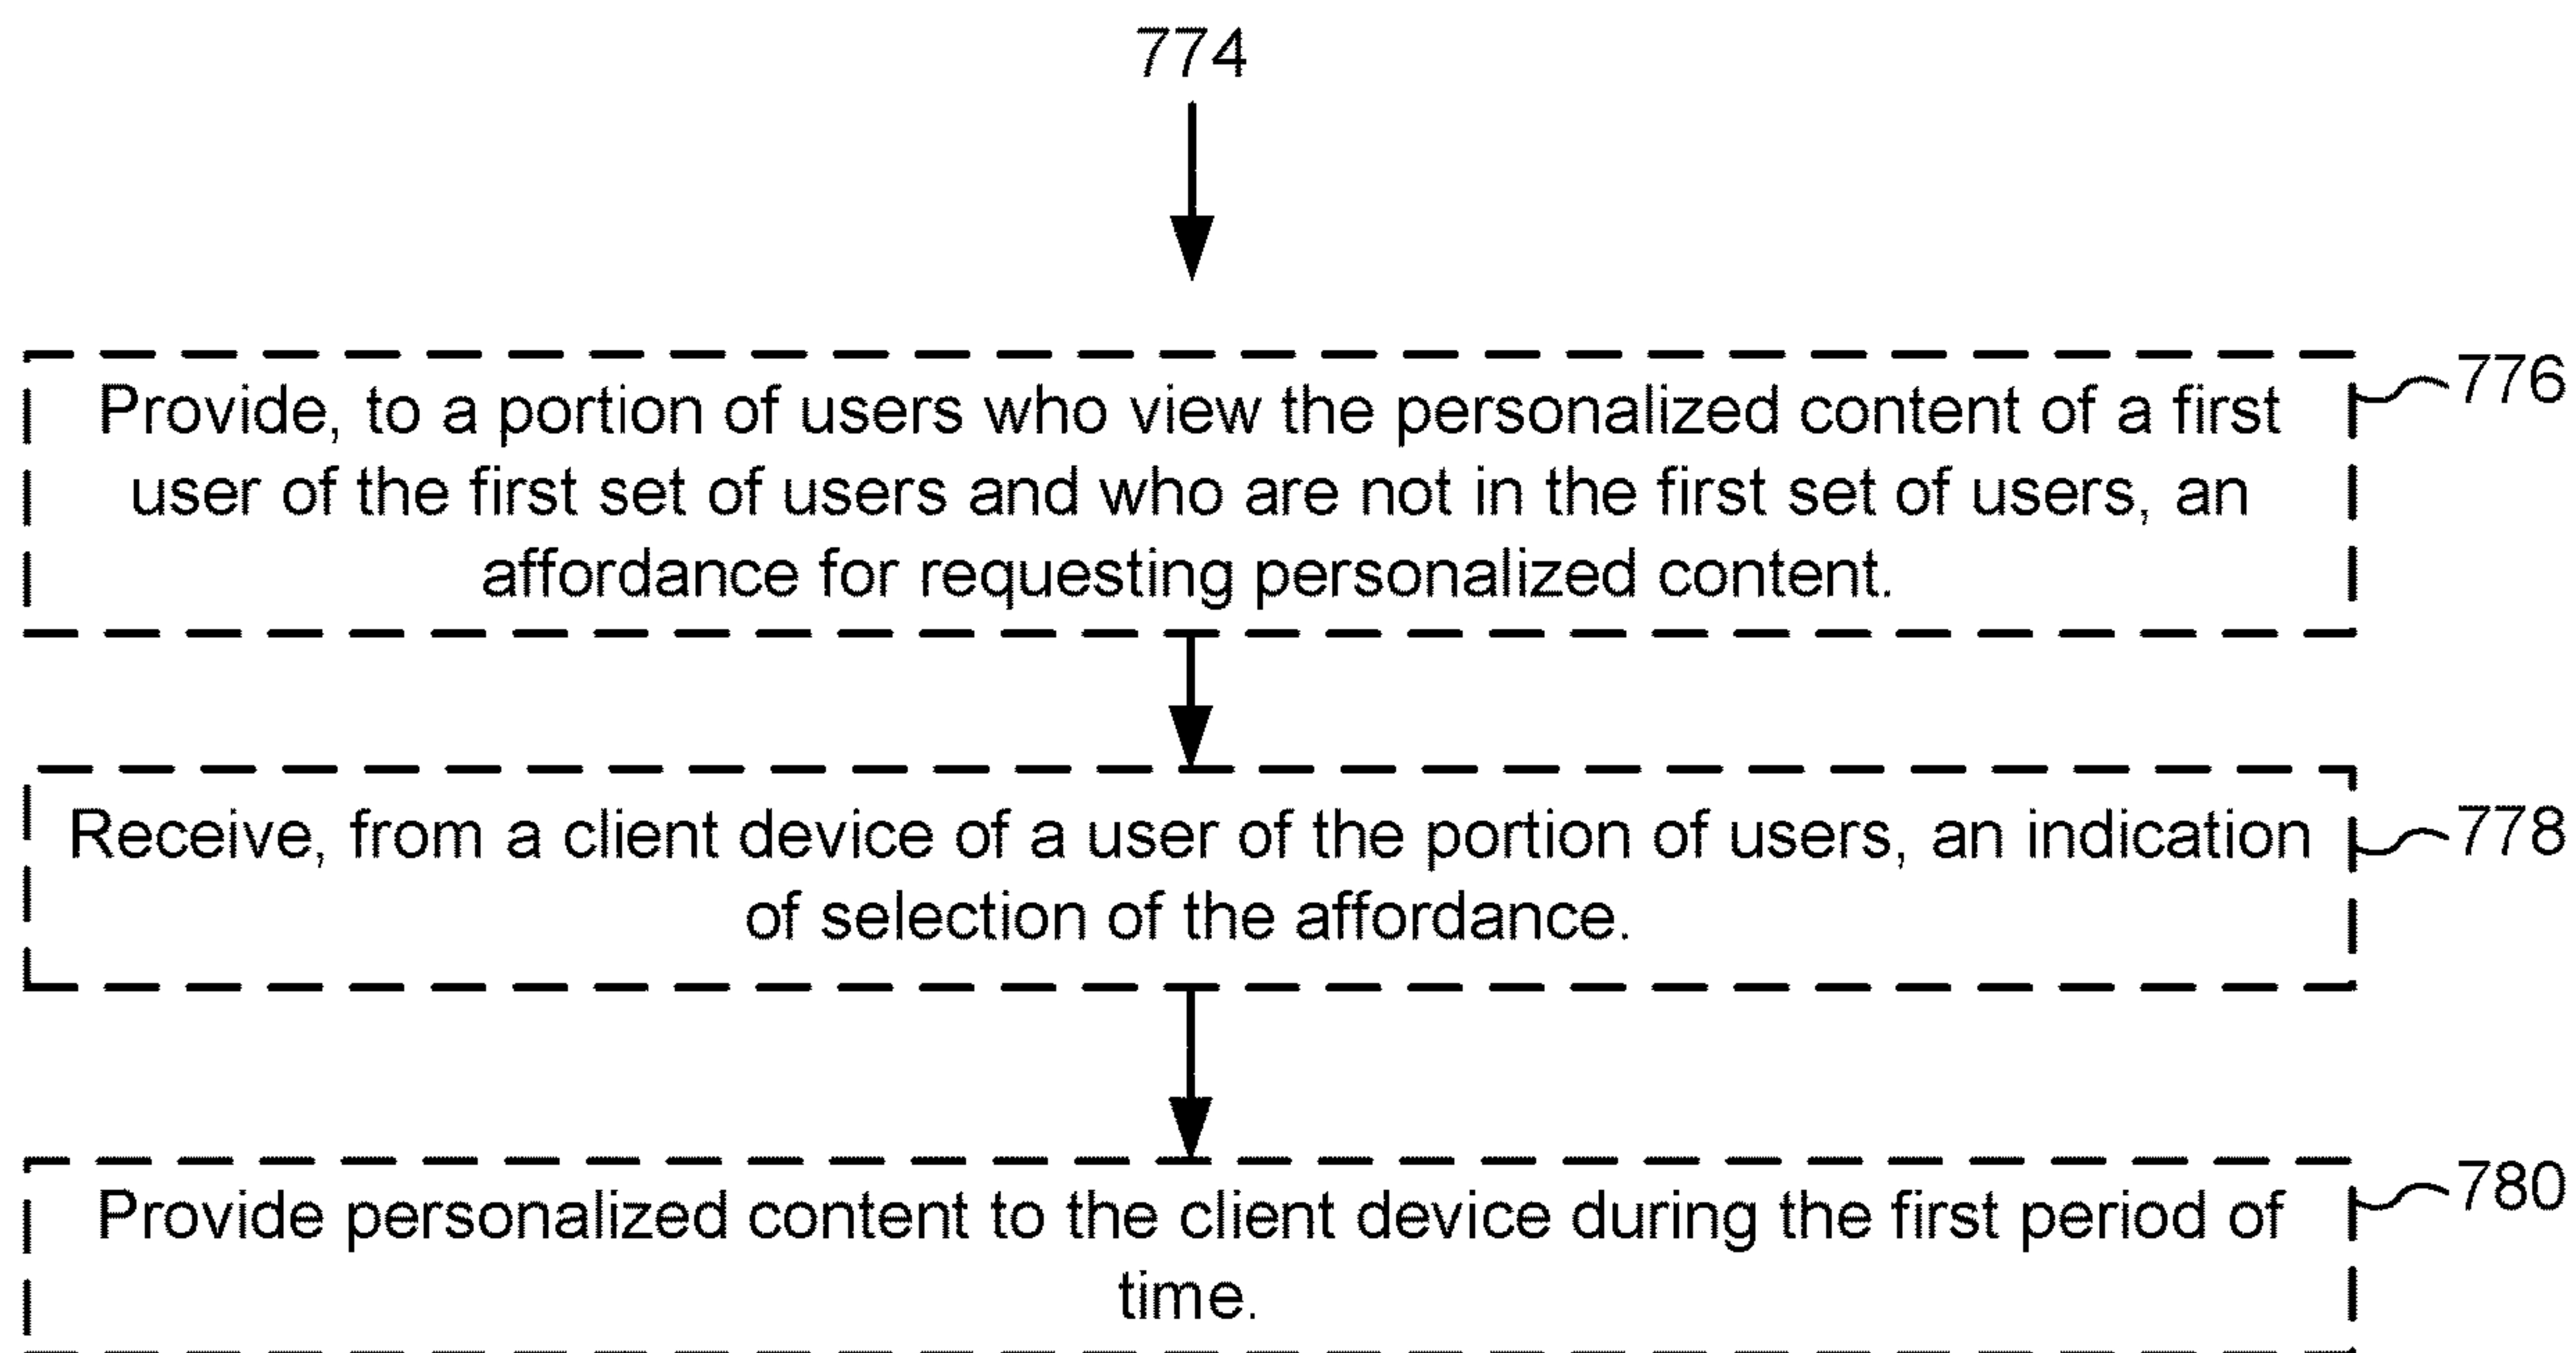 774
Provide, to a portion of users who view the personalized content of a first
user of the first set of users and who are not in the first set of users, an
affordance for requesting personalized content.
776
Receive, from a client device of a user of the portion of users, an indication
of selection of the affordance.
778
Provide personalized content to the client device during the first period of
time.
780